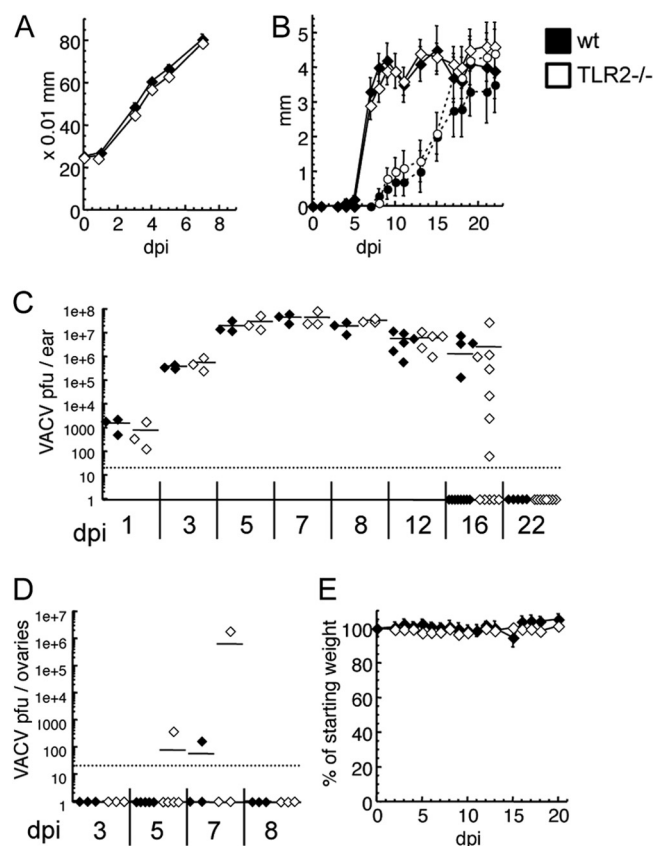 A
x 0.01 mm
80
60
40
20
0
0 2 4 6 8
dpi
B
mm
5
4
3
2
1
0
0 5 10 15 20
dpi
wt
TLR2-/-
C
VACV pfu / ear
1e+8
1e+7
1e+6
1e+5
1e+4
1000
100
10
1
dpi 1 3 5 7 8 12 16 22
D
VACV pfu / ovaries
1e+7
1e+6
1e+5
1e+4
1000
100
10
1
dpi 3 5 7 8
E
% of starting weight
100
80
60
40
20
0
0 5 10 15 20
dpi